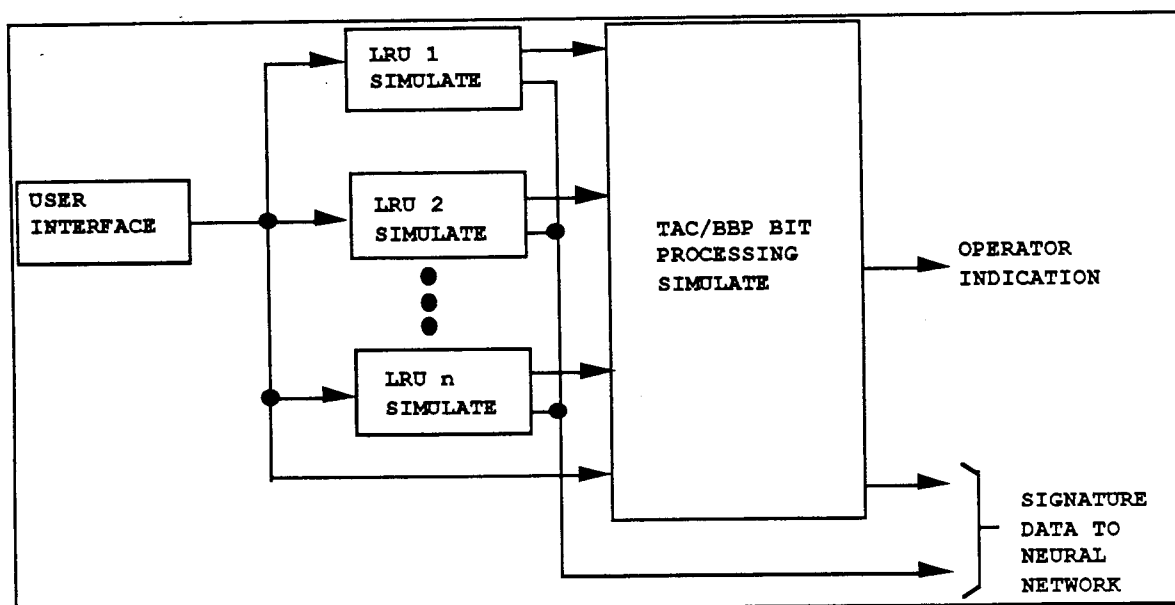 LRU 1
SIMULATE
USER
INTERFACE
LRU 2
SIMULATE
TAC/BBP BIT
PROCESSING
SIMULATE
OPERATOR
INDICATION
LRU n
SIMULATE
SIGNATURE
DATA TO
NEURAL
NETWORK